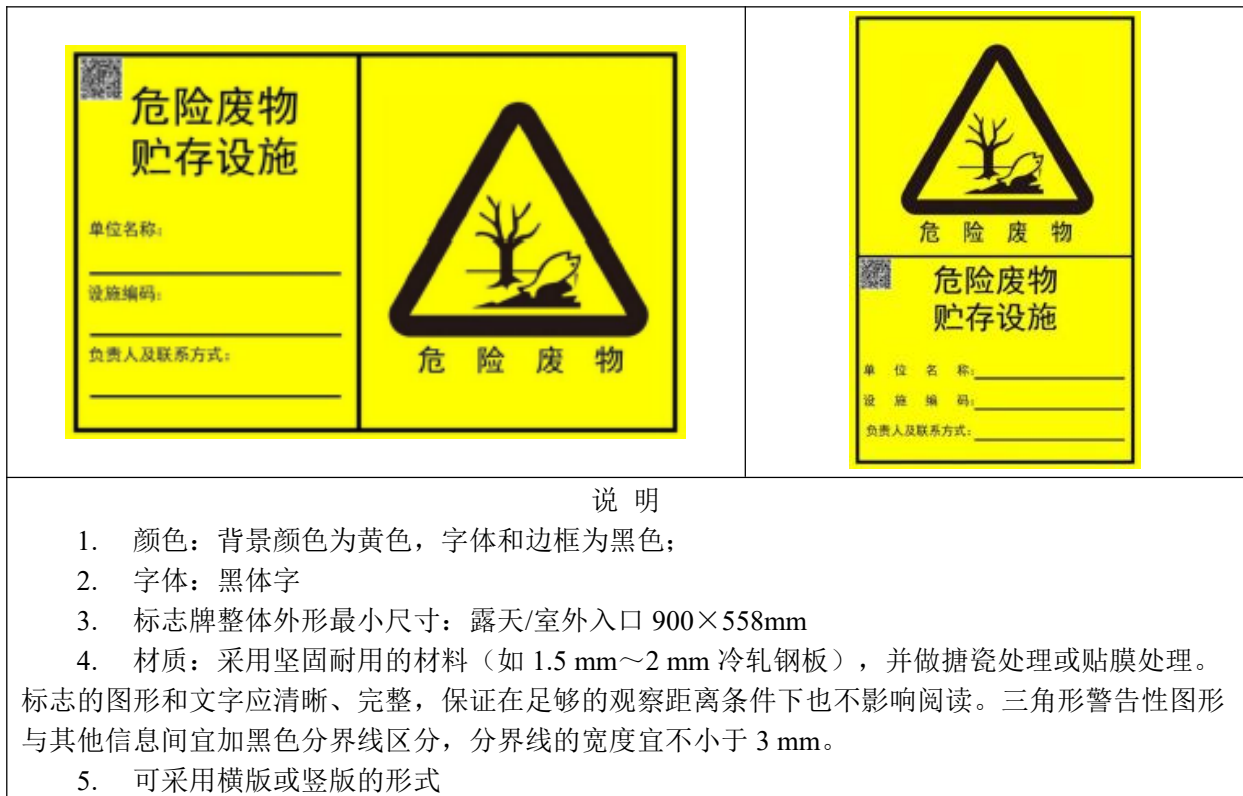 危险废物
贮存设施
单位名称：
设施编码：
负责人及联系方式：
危 险 废 物
危 险 废 物
危险废物
贮存设施
单 位 名 称：
设 施 编 码：
负责人及联系方式：
说 明
1. 颜色：背景颜色为黄色，字体和边框为黑色；
2. 字体：黑体字
3. 标志牌整体外形最小尺寸：露天/室外入口 900×558mm
4. 材质：采用坚固耐用的材料（如 1.5 mm～2 mm 冷轧钢板），并做搪瓷处理或贴膜处理。
标志的图形和文字应清晰、完整，保证在足够的观察距离条件下也不影响阅读。三角形警告性图形
与其他信息间宜加黑色分界线区分，分界线的宽度宜不小于 3 mm。
5. 可采用横版或竖版的形式